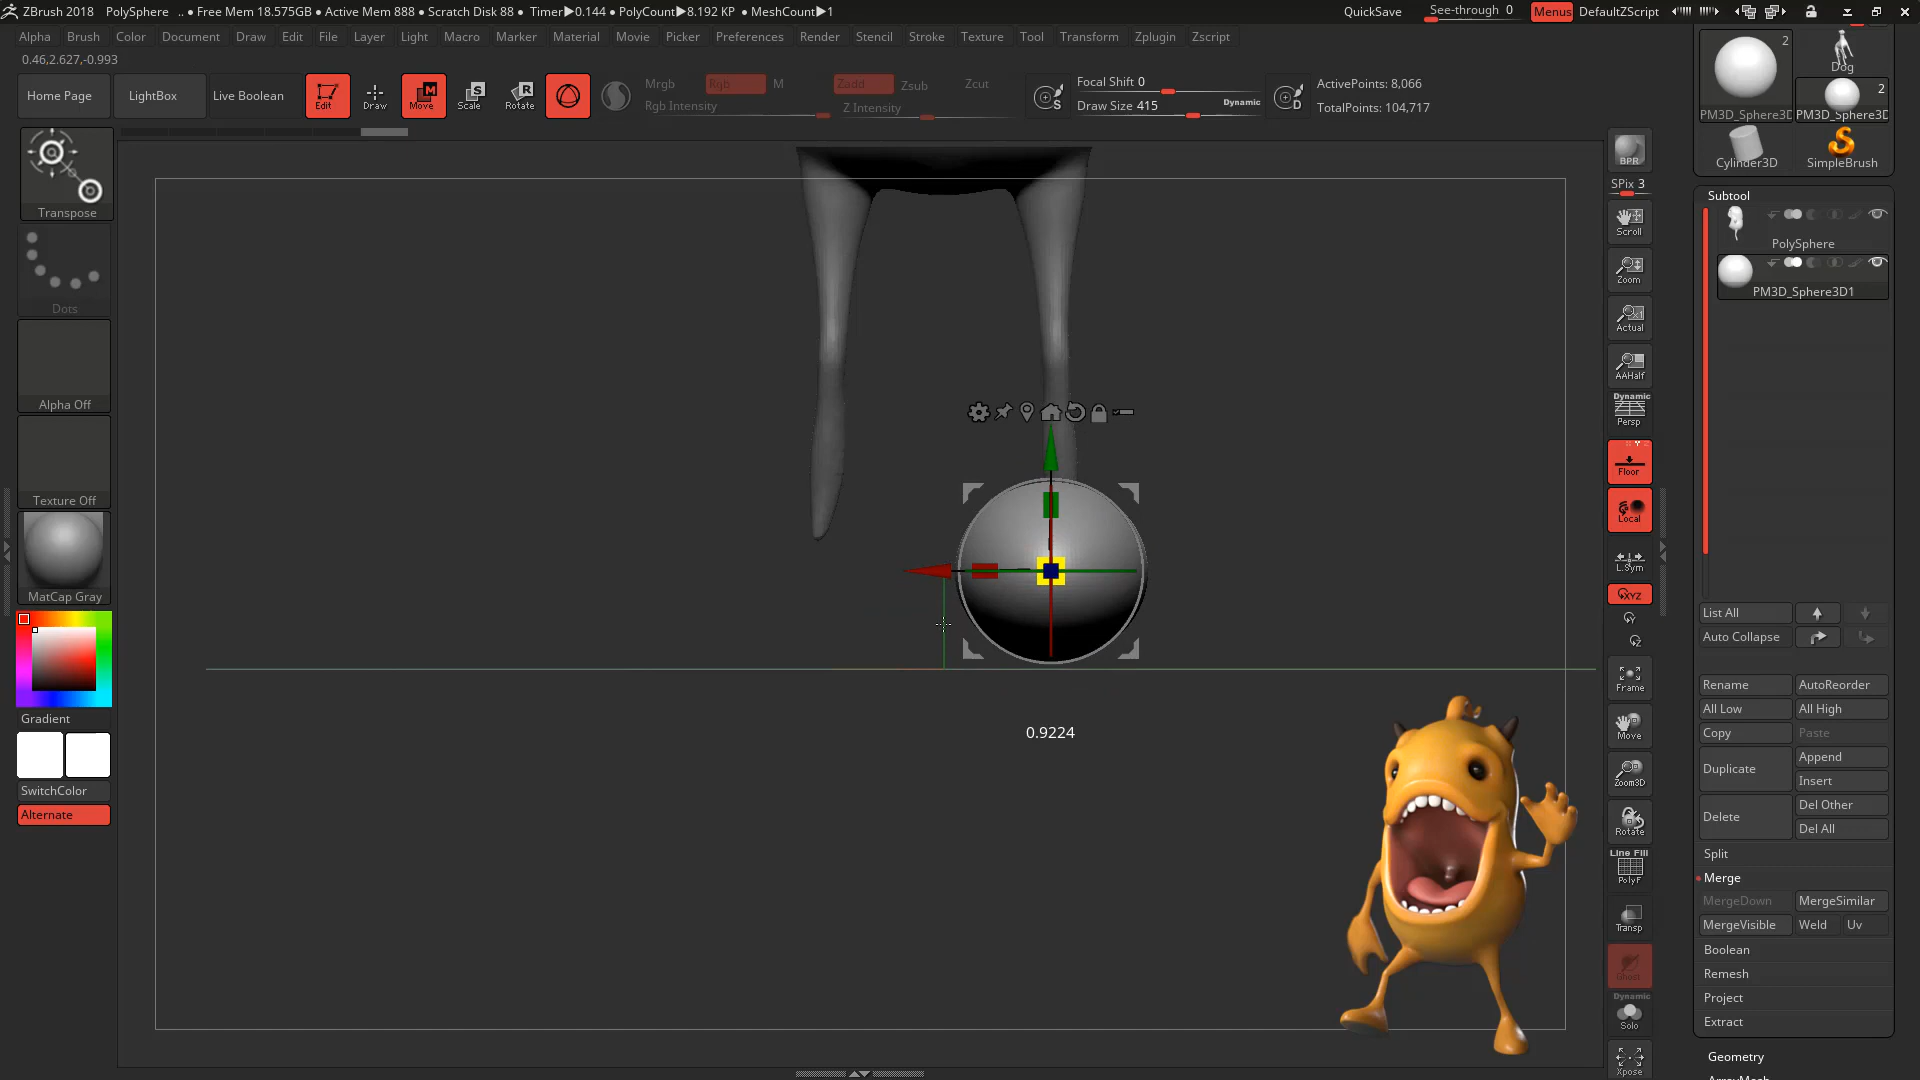 ZBrush 2018 PolySphere .. ● Free Mem 18.575GB ● Active Mem 888 ● Scratch Disk 88 ● Timer▶0.144 ● PolyCount▶8.192 KP ● MeshCount▶1
QuickSave See-through 0 Menus DefaultZScript
Alpha Brush Color Document Draw Edit File Layer Light Macro Marker Material Movie Picker Preferences Render Stencil Stroke Texture Tool Transform Zplugin Zscript
0.46,2.627,-0.993
Home Page LightBox Live Boolean Edit Draw Move Scale Rotate
Mrgb Rgb M Zadd Zsub Zcut
Rgb Intensity Z Intensity
Focal Shift 0
Draw Size 415 Dynamic
ActivePoints: 8,066
TotalPoints: 104,717
Transpose
Dots
Alpha Off
Texture Off
MatCap Gray
Gradient
SwitchColor
Alternate
0.9224
BPR
SPix 3
Scroll
Zoom
Actual
AAHalf
Dynamic
Persp
Floor
Local
L.Sym
XYZ
Frame
Move
Zoom3D
Rotate
Line Fill
PolyF
Transp
Ghost
Dynamic
Solo
Xpose
2
Dog
2
PM3D_Sphere3D PM3D_Sphere3D
Cylinder3D SimpleBrush
Subtool
PolySphere
PM3D_Sphere3D1
List All
Auto Collapse
Rename AutoReorder
All Low All High
Copy Paste
Duplicate Append
Insert
Delete Del Other
Del All
Split
Merge
MergeDown MergeSimilar
MergeVisible Weld Uv
Boolean
Remesh
Project
Extract
Geometry
ArrayMesh